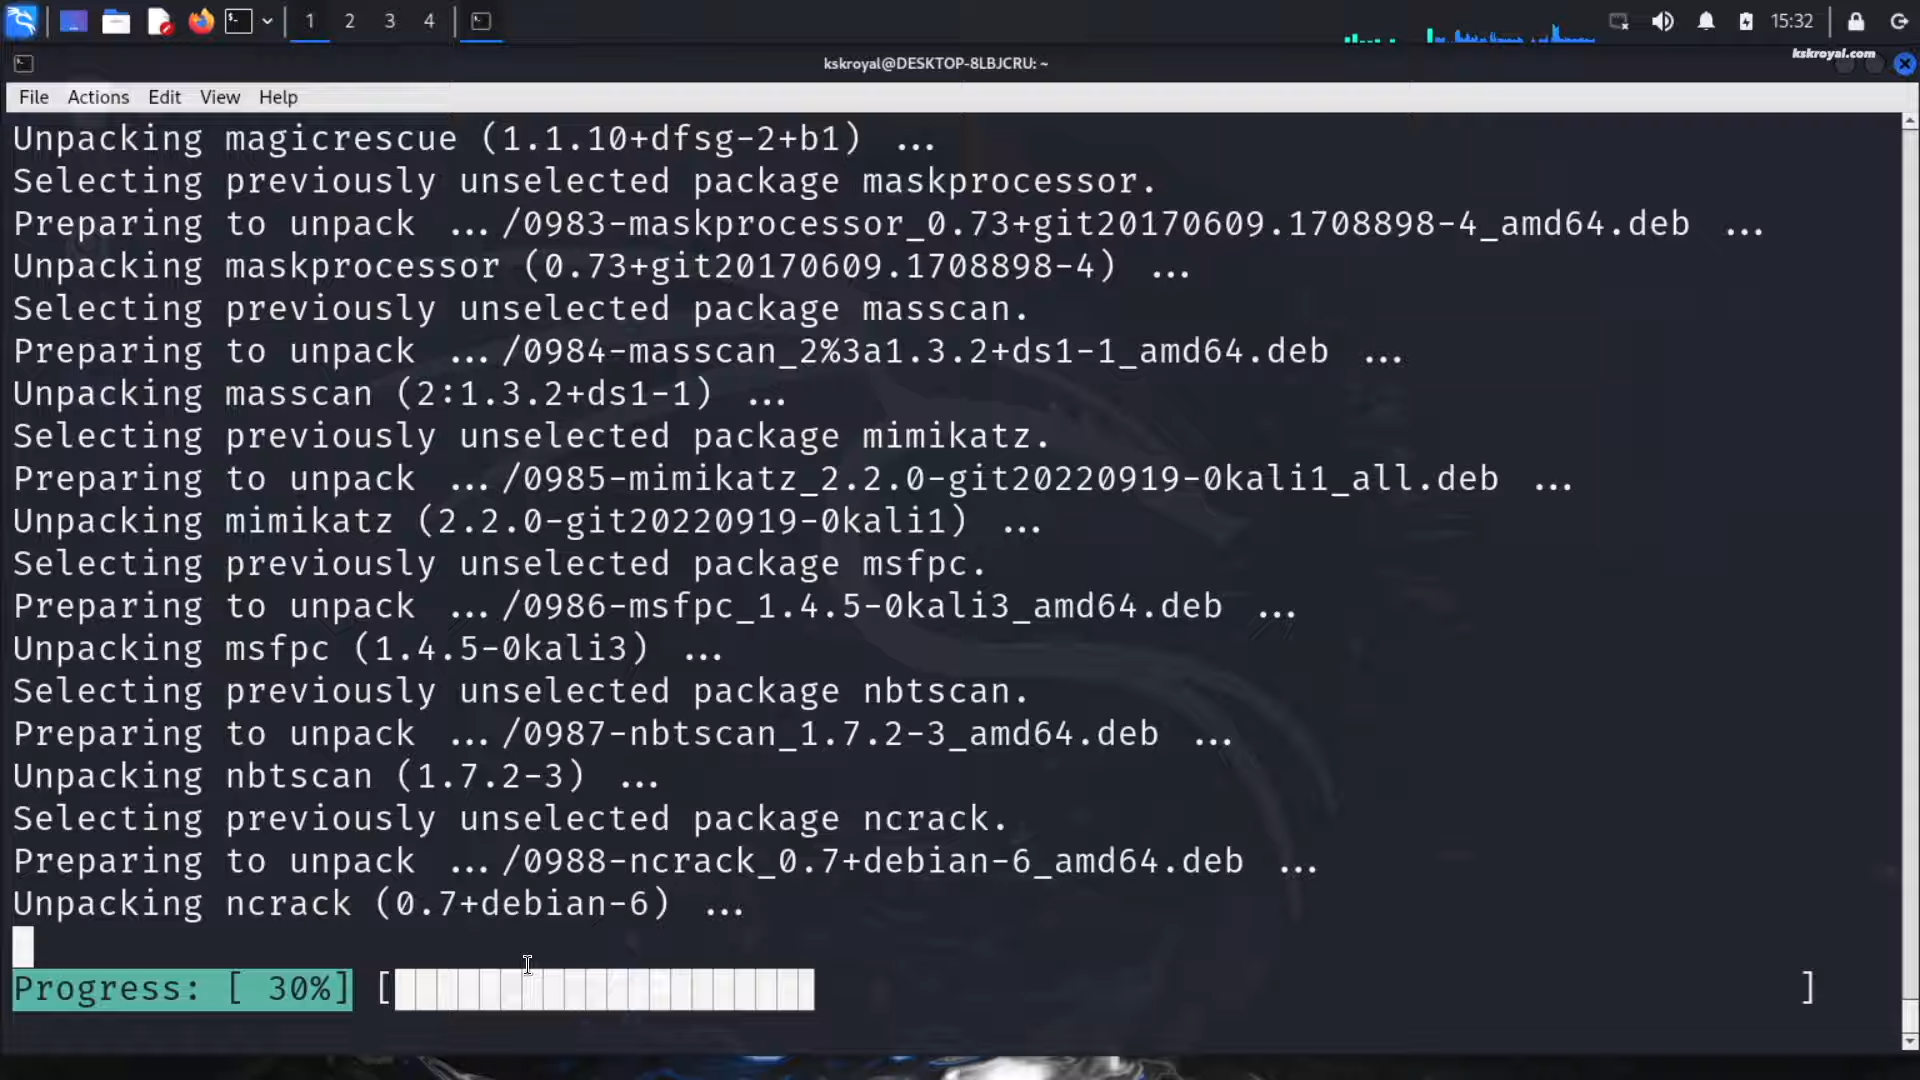 1 2 3 4 15:32
kskroyal@DESKTOP-8LBJCRU: ~
kskroyal.com
File Actions Edit View Help
Unpacking magicrescue (1.1.10+dfsg-2+b1) ...
Selecting previously unselected package maskprocessor.
Preparing to unpack .../0983-maskprocessor_0.73+git20170609.1708898-4_amd64.deb ...
Unpacking maskprocessor (0.73+git20170609.1708898-4) ...
Selecting previously unselected package masscan.
Preparing to unpack .../0984-masscan_2%3a1.3.2+ds1-1_amd64.deb ...
Unpacking masscan (2:1.3.2+ds1-1) ...
Selecting previously unselected package mimikatz.
Preparing to unpack .../0985-mimikatz_2.2.0-git20220919-0kali1_all.deb ...
Unpacking mimikatz (2.2.0-git20220919-0kali1) ...
Selecting previously unselected package msfpc.
Preparing to unpack .../0986-msfpc_1.4.5-0kali3_amd64.deb ...
Unpacking msfpc (1.4.5-0kali3) ...
Selecting previously unselected package nbtscan.
Preparing to unpack .../0987-nbtscan_1.7.2-3_amd64.deb ...
Unpacking nbtscan (1.7.2-3) ...
Selecting previously unselected package ncrack.
Preparing to unpack .../0988-ncrack_0.7+debian-6_amd64.deb ...
Unpacking ncrack (0.7+debian-6) ...
Progress: [ 30%] [ ]